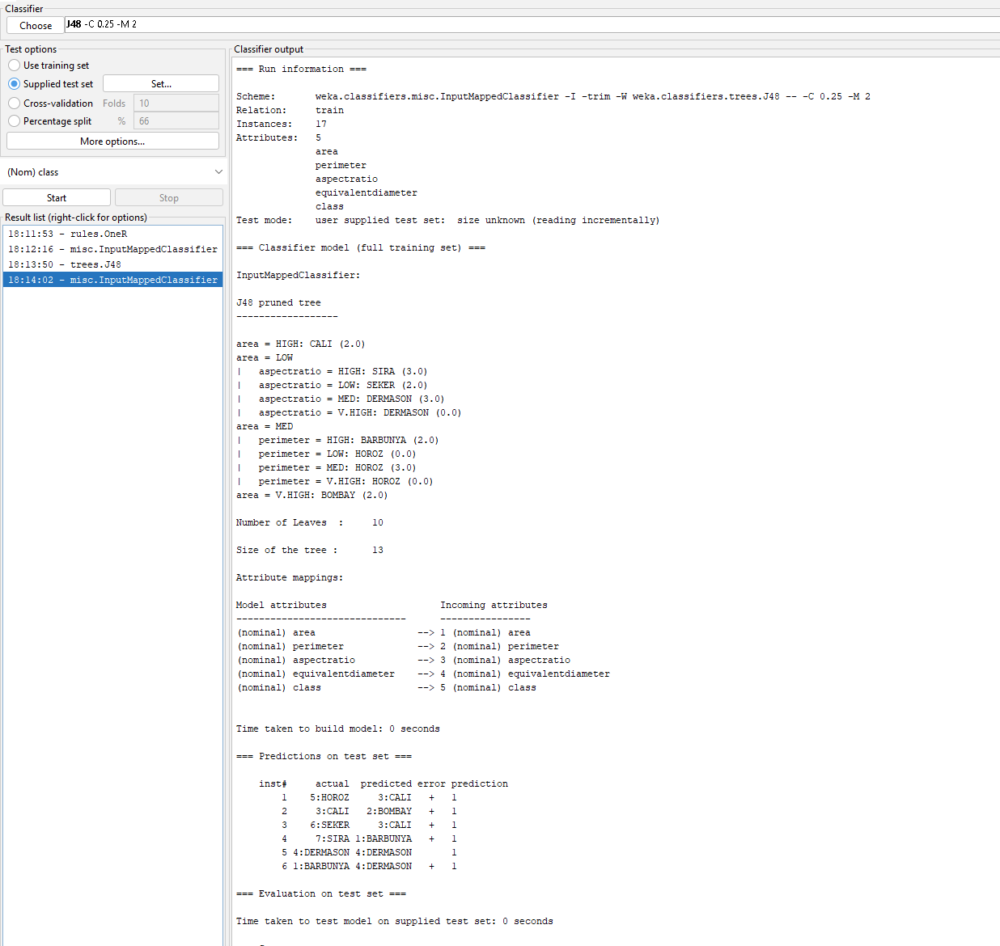 Classifier
Choose J48 -C 0.25 -M 2
Test options
Use training set
Supplied test set Set...
Cross-validation Folds 10
Percentage split % 66
More options...
(Nom) class
Start Stop
Result list (right-click for options)
18:11:53 - rules.OneR
18:12:16 - misc.InputMappedClassifier
18:13:50 - trees.J48
18:14:02 - misc.InputMappedClassifier
Classifier output
=== Run information ===
Scheme: weka.classifiers.misc.InputMappedClassifier -I -trim -W weka.classifiers.trees.J48 -- -C 0.25 -M 2
Relation: train
Instances: 17
Attributes: 5
area
perimeter
aspectratio
equivalentdiameter
class
Test mode: user supplied test set: size unknown (reading incrementally)
=== Classifier model (full training set) ===
InputMappedClassifier:
J48 pruned tree
------------------
area = HIGH: CALI (2.0)
area = LOW
| aspectratio = HIGH: SIRA (3.0)
| aspectratio = LOW: SEKER (2.0)
| aspectratio = MED: DERMASON (3.0)
| aspectratio = V.HIGH: DERMASON (0.0)
area = MED
| perimeter = HIGH: BARBUNYA (2.0)
| perimeter = LOW: HOROZ (0.0)
| perimeter = MED: HOROZ (3.0)
| perimeter = V.HIGH: HOROZ (0.0)
area = V.HIGH: BOMBAY (2.0)
Number of Leaves : 10
Size of the tree : 13
Attribute mappings:
Model attributes Incoming attributes
------------------------------ ----------------
(nominal) area --> 1 (nominal) area
(nominal) perimeter --> 2 (nominal) perimeter
(nominal) aspectratio --> 3 (nominal) aspectratio
(nominal) equivalentdiameter --> 4 (nominal) equivalentdiameter
(nominal) class --> 5 (nominal) class
Time taken to build model: 0 seconds
=== Predictions on test set ===
inst# actual predicted error prediction
1 5:HOROZ 3:CALI + 1
2 3:CALI 2:BOMBAY + 1
3 6:SEKER 3:CALI + 1
4 7:SIRA 1:BARBUNYA + 1
5 4:DERMASON 4:DERMASON 1
6 1:BARBUNYA 4:DERMASON + 1
=== Evaluation on test set ===
Time taken to test model on supplied test set: 0 seconds